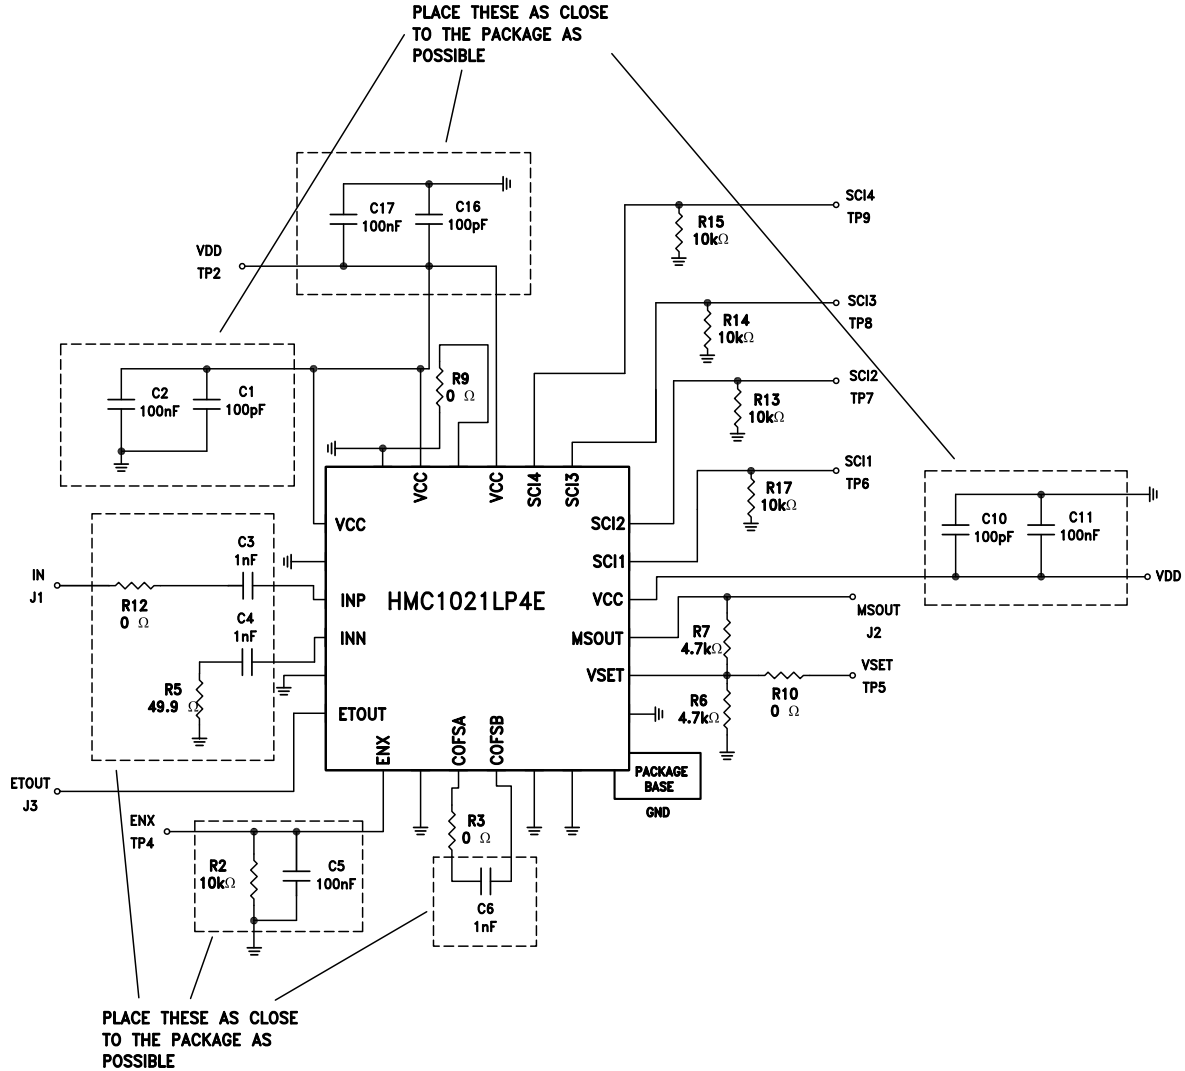 PLACE THESE AS CLOSE
TO THE PACKAGE AS
POSSIBLE
C17
100nF
C16
100pF
VDD
TP2
SCI4
TP9
R15
10kΩ
SCI3
TP8
R14
10kΩ
SCI2
TP7
R13
10kΩ
SCI1
TP6
R17
10kΩ
C2
100nF
C1
100pF
R9
0 Ω
C10
100pF
C11
100nF
VDD
VCC
VCC
SCI4
SCI3
VCC
INP
INN
ETOUT
ENX
COFSA
COFSB
SCI2
SCI1
VCC
MSOUT
VSET
HMC1021LP4E
C3
1nF
IN
J1
R12
0 Ω
C4
1nF
R5
49.9 Ω
MSOUT
J2
R7
4.7kΩ
VSET
TP5
R10
0 Ω
R6
4.7kΩ
PACKAGE
BASE
GND
ETOUT
J3
ENX
TP4
R2
10kΩ
C5
100nF
R3
0 Ω
C6
1nF
PLACE THESE AS CLOSE
TO THE PACKAGE AS
POSSIBLE